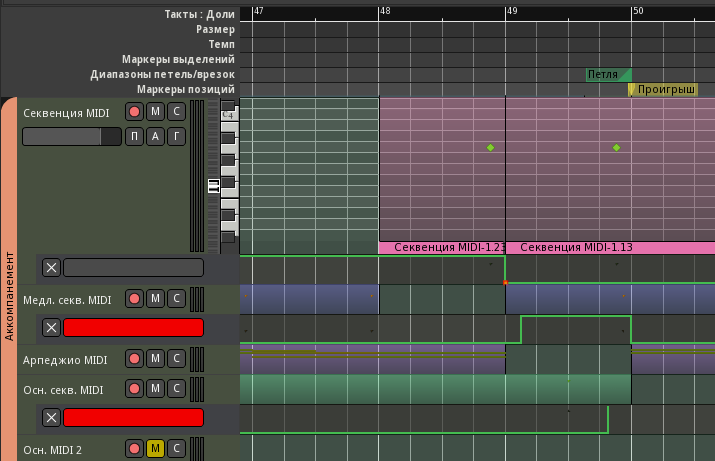 Такты : Доли 47 48 49 50
Размер
Темп
Маркеры выделений
Диапазоны петель/врезок Петля
Маркеры позиций Проигрыш
Секвенция MIDI M С
C4
П А Г
Секвенция MIDI-1.23 Секвенция MIDI-1.13
Аккомпанемент
Медл. секв. MIDI M С
Арпеджио MIDI M С
Осн. секв. MIDI M С
Осн. MIDI 2 M С